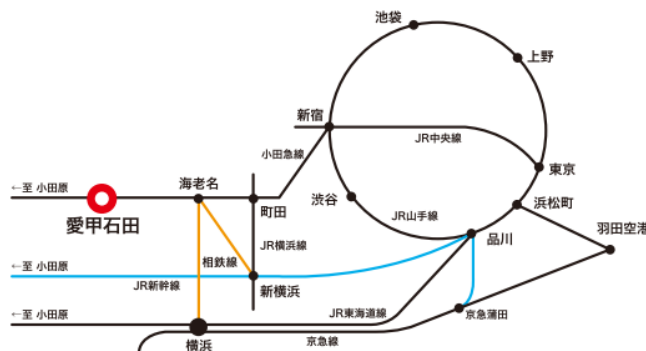 池袋
上野
新宿
JR中央線
小田急線
東京
←至 小田原
海老名
町田
渋谷
浜松町
愛甲石田
JR山手線
品川
羽田空港
JR横浜線
相鉄線
←至 小田原
JR新幹線
新横浜
←至 小田原
JR東海道線
京急蒲田
横浜
京急線